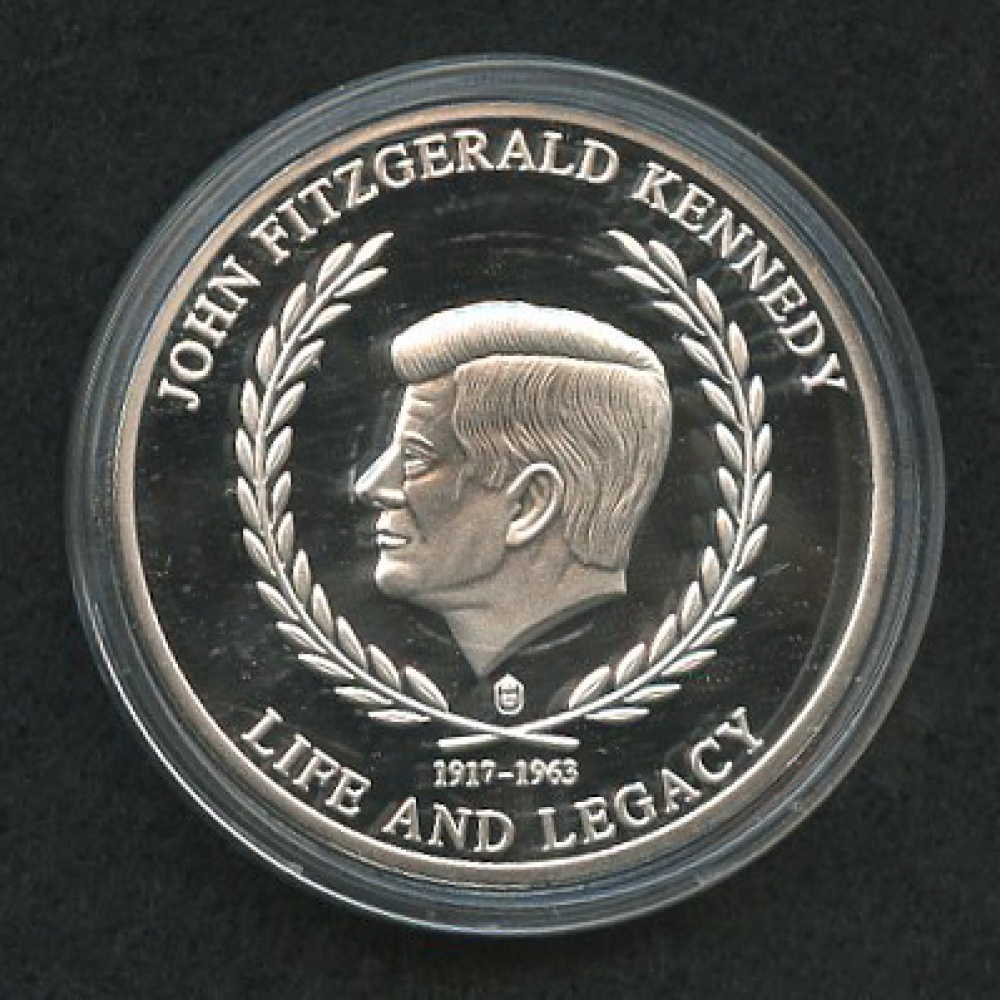 JOHN FITZGERALD KENNEDY
1917-1963
LIFE AND LEGACY